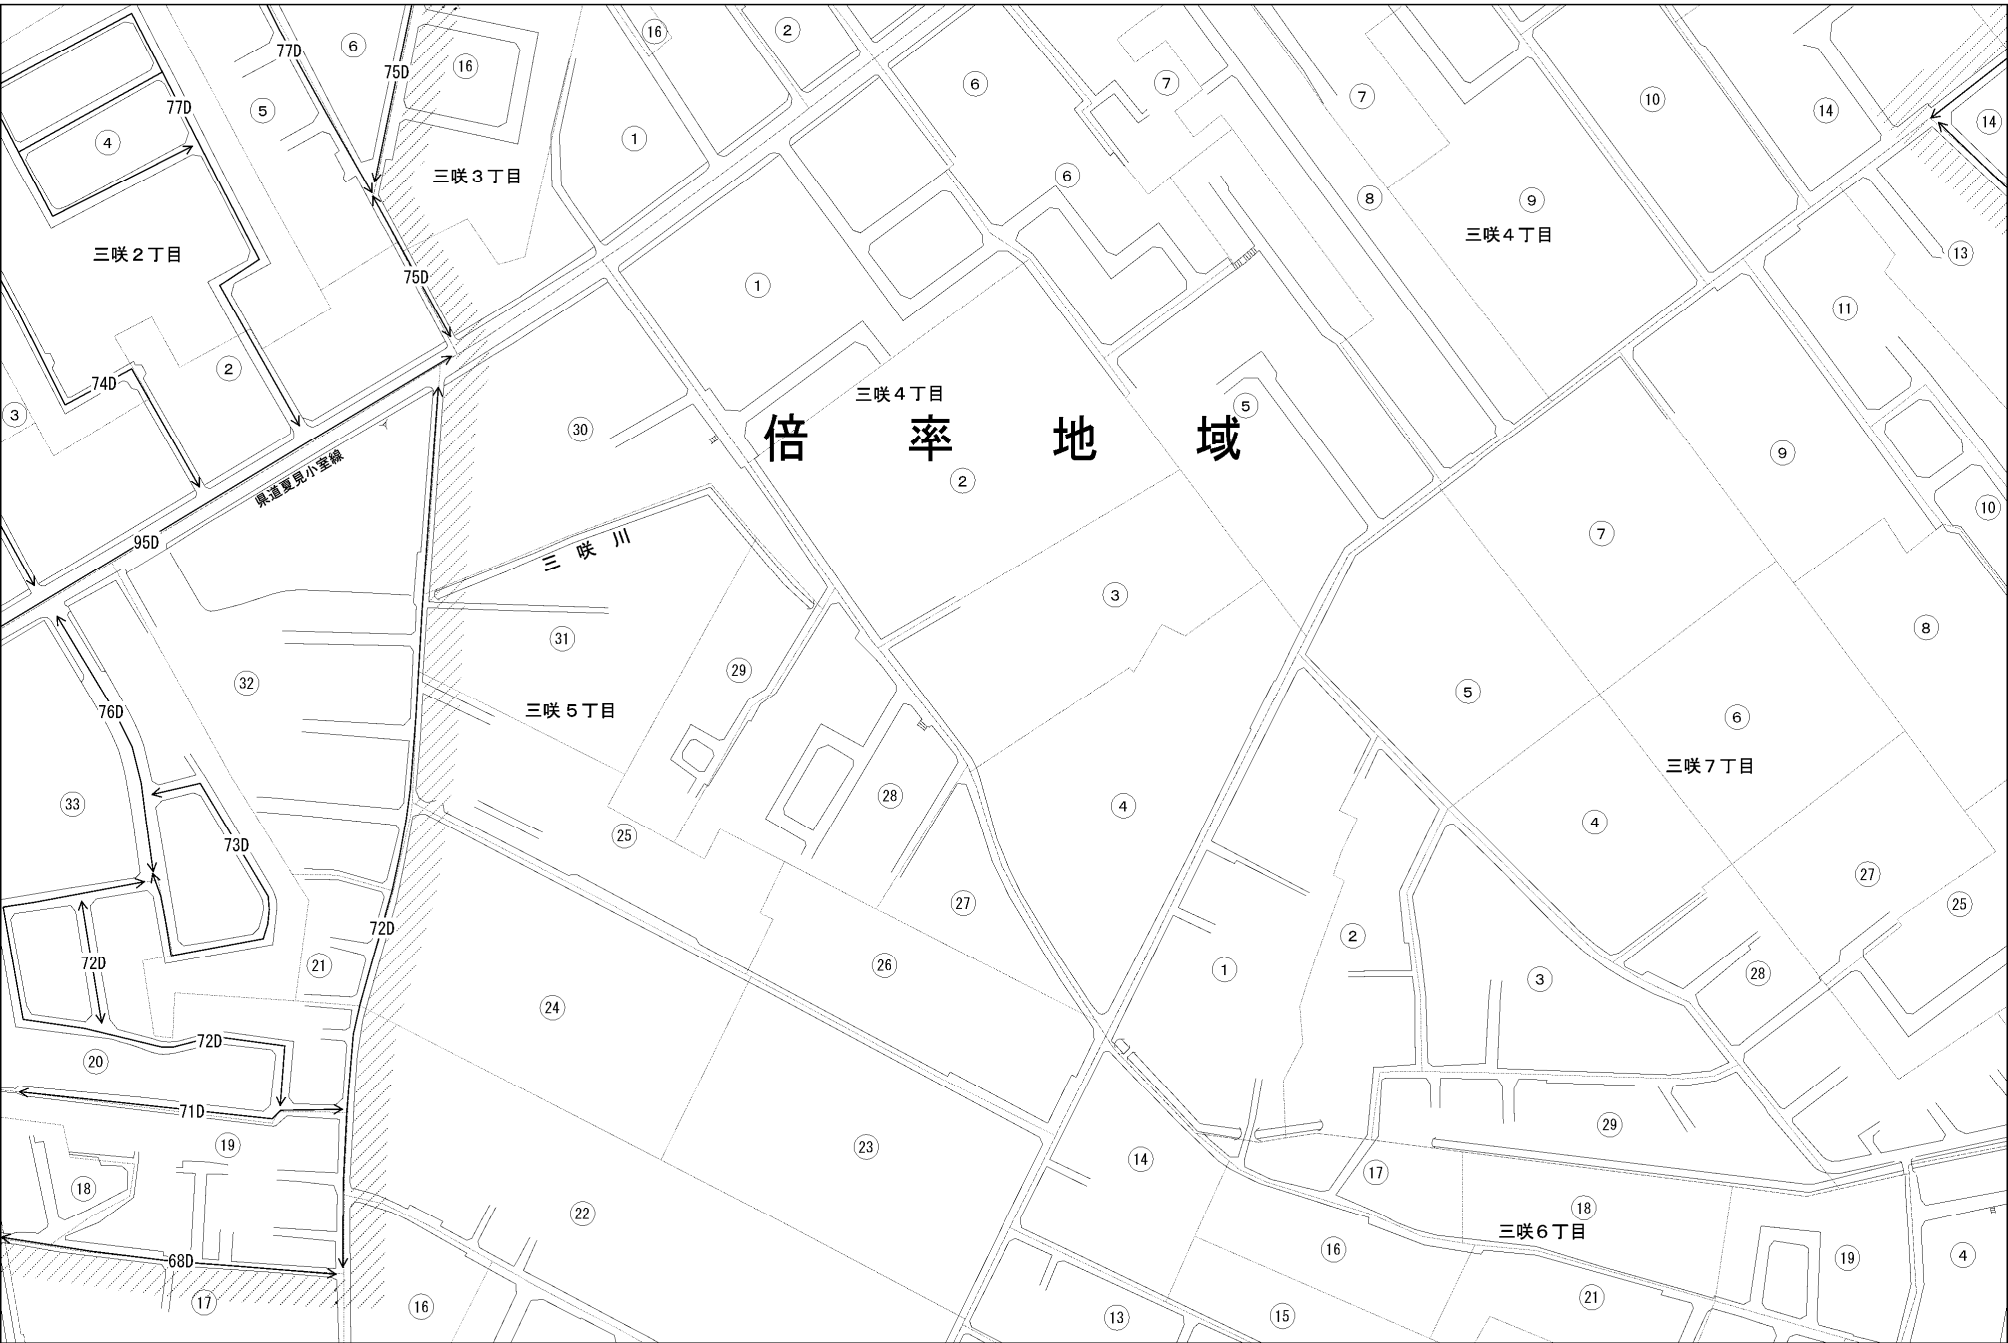 77D
⑥
75D
⑯
⑯
②
⑥
⑦
⑦
⑩
⑭
⑭
77D
⑤
④
①
三咲３丁目
⑥
⑧
⑨
三咲４丁目
⑬
三咲２丁目
75D
①
⑪
②
74D
③
三咲４丁目
⑤
㉚
倍率地域
②
⑨
⑩
県道夏見小室線
95D
三咲川
⑦
③
㉛
⑧
三咲５丁目
㉙
㉜
76D
⑤
⑥
三咲７丁目
㉝
㉘
④
④
73D
㉕
㉗
㉗
㉕
72D
②
72D
㉑
㉖
①
③
㉘
㉔
72D
⑳
71D
⑲
㉓
⑭
㉙
⑰
⑱
㉒
⑱
三咲６丁目
68D
⑯
⑲
④
⑰
⑯
⑬
⑮
㉑